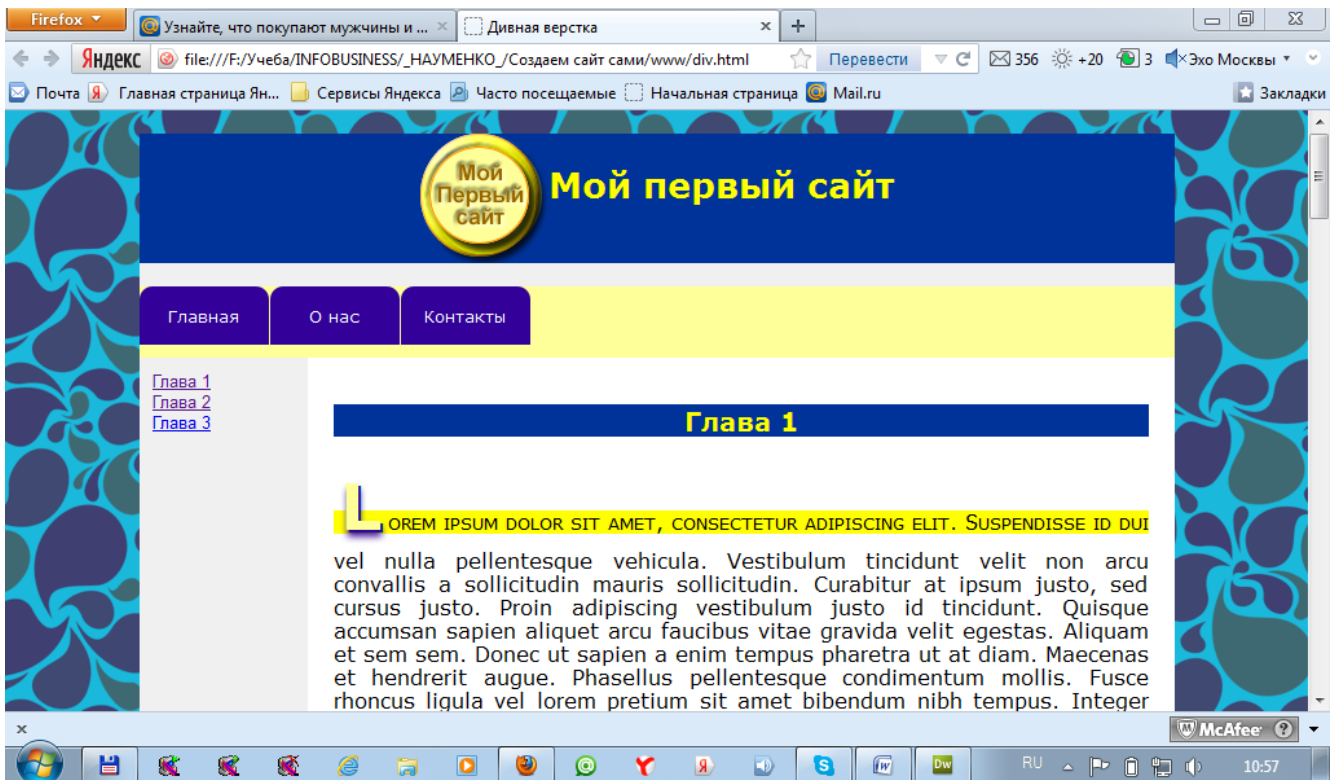 Firefox
Узнайте, что покупают мужчины и ...
Дивная верстка
Яндекс
file:///F:/Учеба/INFOBUSINESS/_НАУМЕНКО_/Создаем сайт сами/www/div.html
Перевести
356
+20
3
Эхо Москвы
Почта
Я
Главная страница Ян...
Сервисы Яндекса
Часто посещаемые
Начальная страница
Mail.ru
Закладки
Мой
Первый
сайт
Мой первый сайт
Главная
О нас
Контакты
Глава 1
Глава 2
Глава 3
Глава 1
Lorem ipsum dolor sit amet, consectetur adipiscing elit. Suspendisse id dui
vel nulla pellentesque vehicula. Vestibulum tincidunt velit non arcu
convallis a sollicitudin mauris sollicitudin. Curabitur at ipsum justo, sed
cursus justo. Proin adipiscing vestibulum justo id tincidunt. Quisque
accumsan sapien aliquet arcu faucibus vitae gravida velit egestas. Aliquam
et sem sem. Donec ut sapien a enim tempus pharetra ut at diam. Maecenas
et hendrerit augue. Phasellus pellentesque condimentum mollis. Fusce
rhoncus ligula vel lorem pretium sit amet bibendum nibh tempus. Integer
McAfee
Я
S
W
Dw
RU
10:57